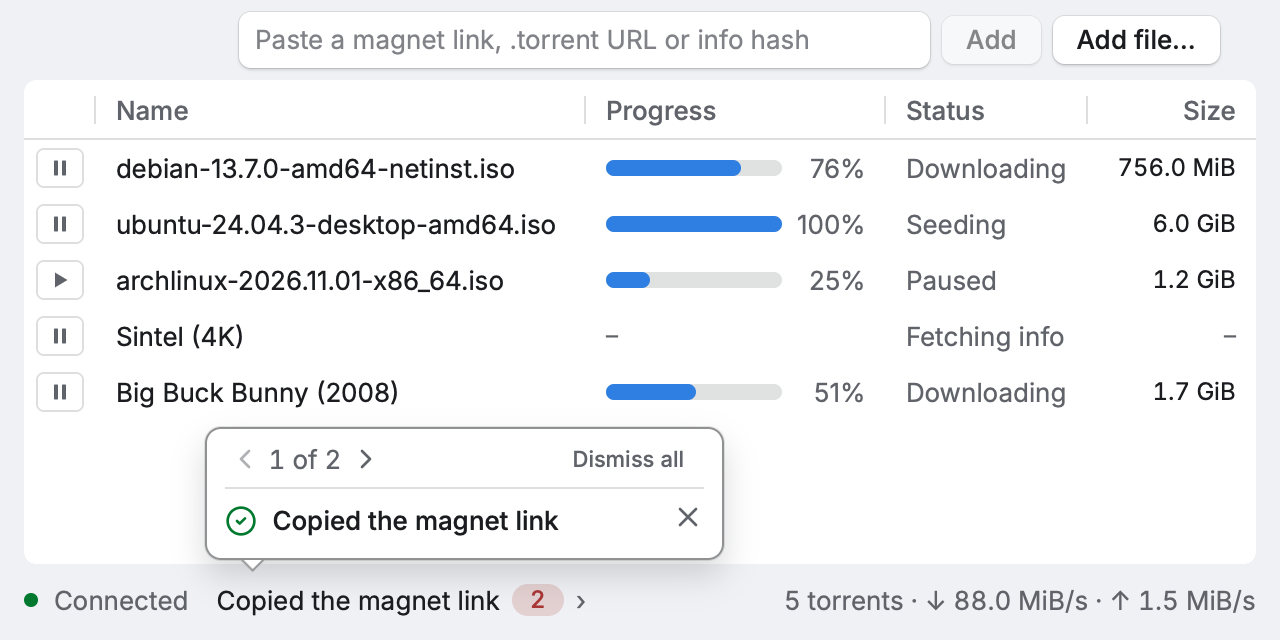 Paste a magnet link, .torrent URL or info hash Add Add file...
Name Progress Status Size
debian-13.7.0-amd64-netinst.iso 76% Downloading 756.0 MiB
ubuntu-24.04.3-desktop-amd64.iso 100% Seeding 6.0 GiB
archlinux-2026.11.01-x86_64.iso 25% Paused 1.2 GiB
Sintel (4K) – Fetching info –
Big Buck Bunny (2008) 51% Downloading 1.7 GiB
1 of 2 Dismiss all
Copied the magnet link
Connected Copied the magnet link 2 › 5 torrents · ↓ 88.0 MiB/s · ↑ 1.5 MiB/s